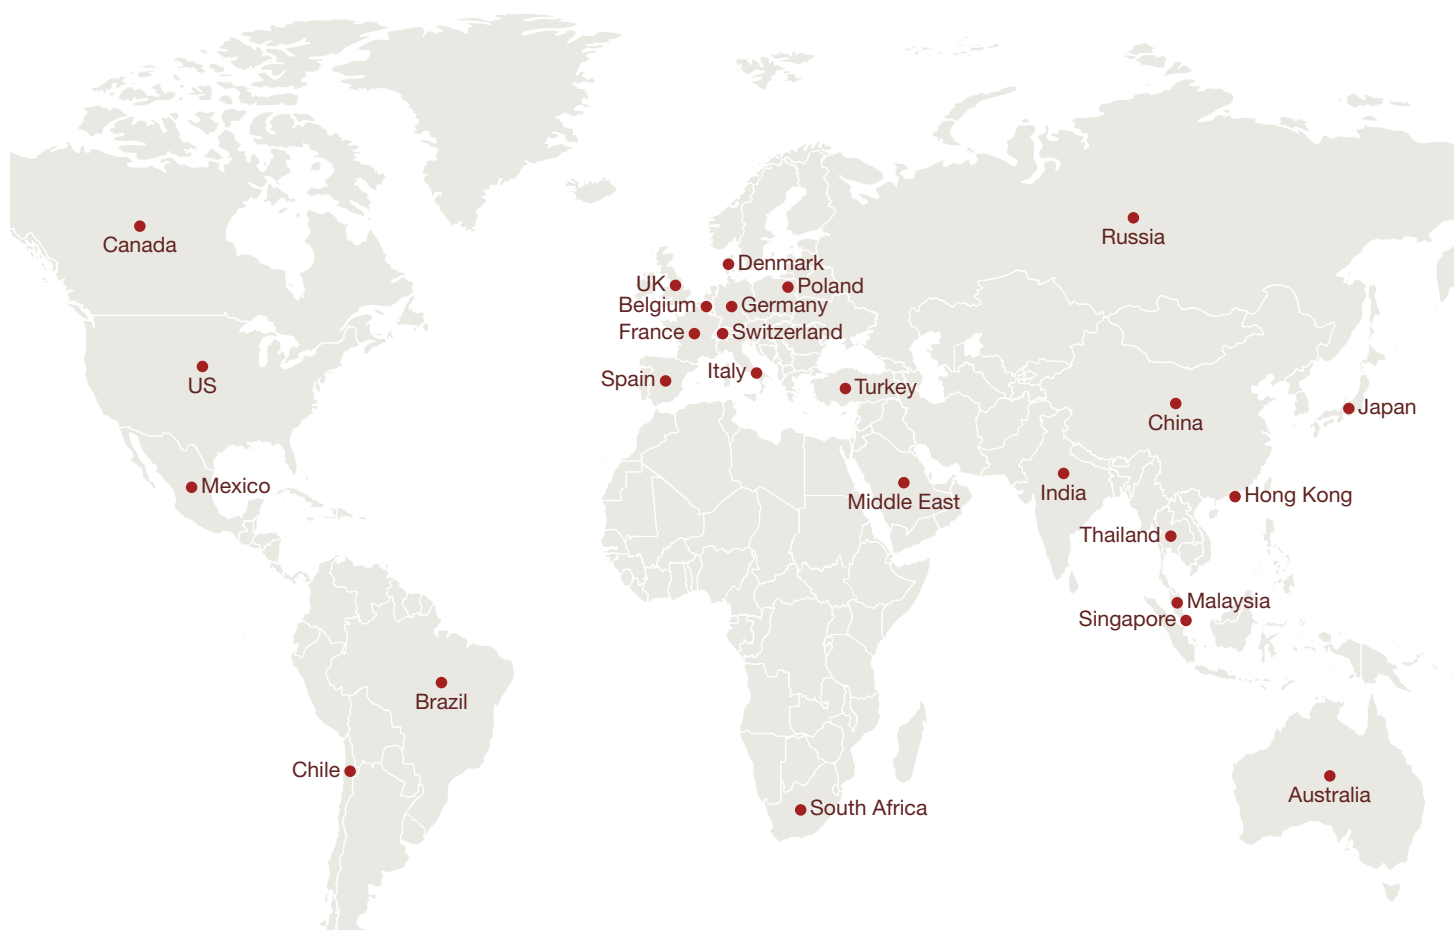 Canada
Russia
Denmark
UK
Poland
Belgium
Germany
France
Switzerland
Italy
Spain
US
Turkey
Japan
China
Mexico
Middle East
India
Hong Kong
Thailand
Malaysia
Singapore
Brazil
Chile
Australia
South Africa